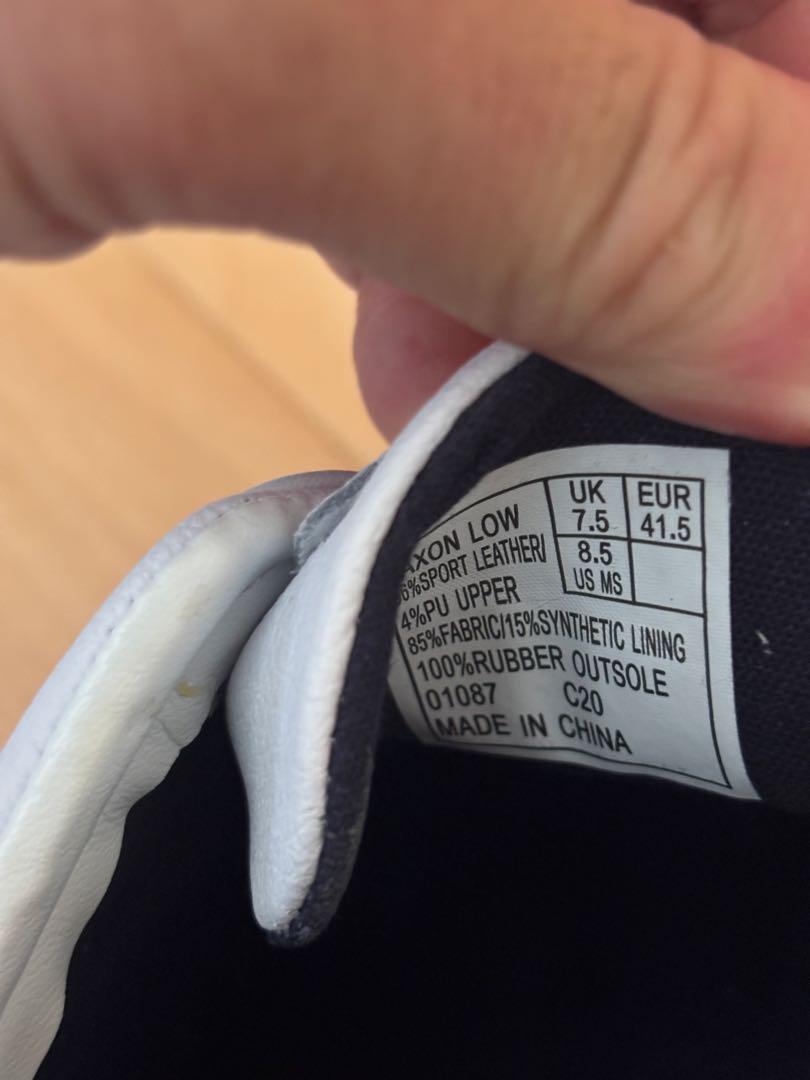 AXON LOW
6%SPORT LEATHER/
4%PU UPPER
85%FABRIC/15%SYNTHETIC LINING
100%RUBBER OUTSOLE
01087 C20
MADE IN CHINA
UK EUR
7.5 41.5
8.5
US MS